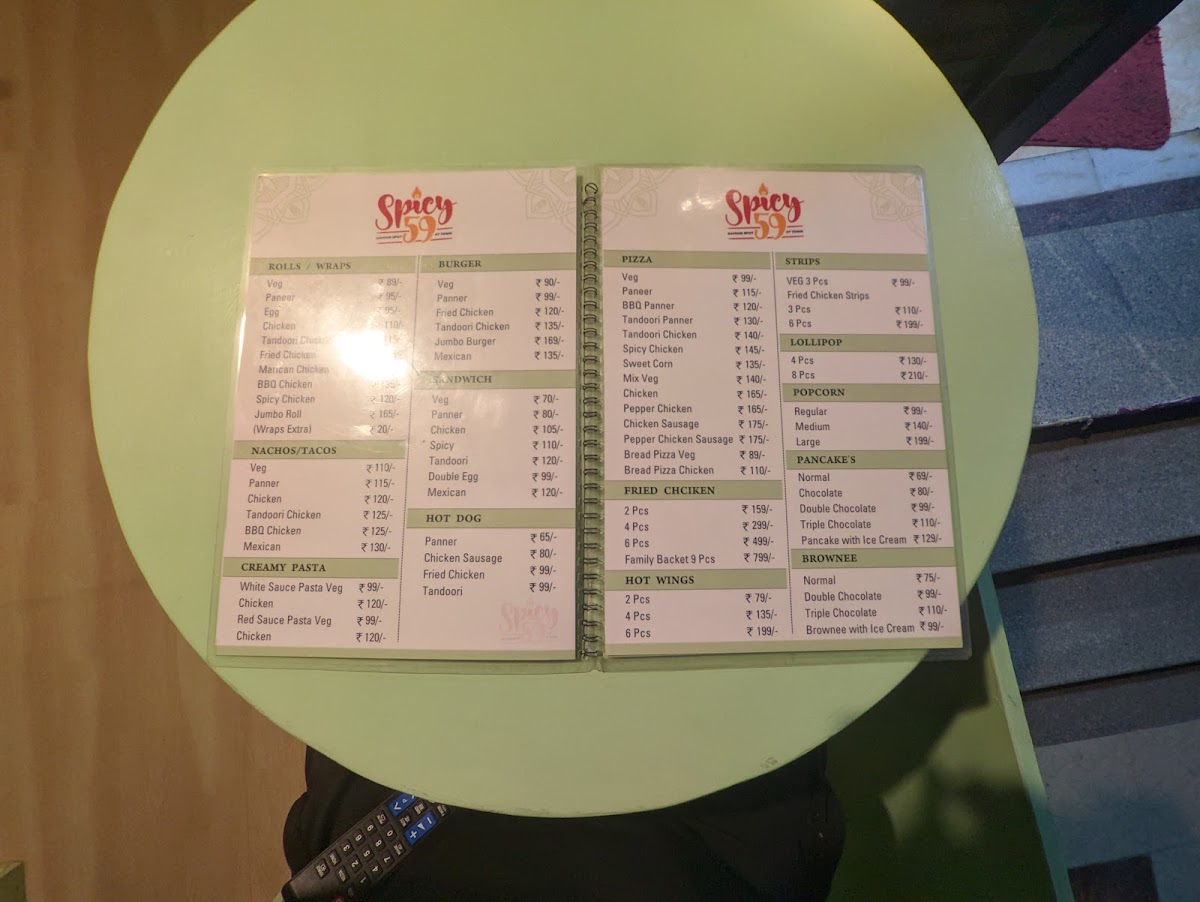 Spicy
59
ROLLS / WRAPS
Veg ₹ 89/-
Paneer ₹ 95/-
Egg ₹ 95/-
Chicken 110/-
Tandoori
Fried Chicken
Marican Chicken
BBQ Chicken ₹ 135/-
Spicy Chicken ₹ 120/-
Jumbo Roll ₹ 165/-
(Wraps Extra) ₹ 20/-
NACHOS/TACOS
Veg ₹ 110/-
Panner ₹ 115/-
Chicken ₹ 120/-
Tandoori Chicken ₹ 125/-
BBQ Chicken ₹ 125/-
Mexican ₹ 130/-
CREAMY PASTA
White Sauce Pasta Veg ₹ 99/-
Chicken ₹ 120/-
Red Sauce Pasta Veg ₹ 99/-
Chicken ₹ 120/-
BURGER
Veg ₹ 90/-
Panner ₹ 99/-
Fried Chicken ₹ 120/-
Tandoori Chicken ₹ 135/-
Jumbo Burger ₹ 169/-
Mexican ₹ 135/-
SANDWICH
Veg ₹ 70/-
Panner ₹ 80/-
Chicken ₹ 105/-
Spicy ₹ 110/-
Tandoori ₹ 120/-
Double Egg ₹ 99/-
Mexican ₹ 120/-
HOT DOG
Panner ₹ 65/-
Chicken Sausage ₹ 80/-
Fried Chicken ₹ 99/-
Tandoori ₹ 99/-
Spicy
59
Spicy
59
PIZZA
Veg ₹ 99/-
Paneer ₹ 115/-
BBQ Panner ₹ 120/-
Tandoori Panner ₹ 130/-
Tandoori Chicken ₹ 140/-
Spicy Chicken ₹ 145/-
Sweet Corn ₹ 135/-
Mix Veg ₹ 140/-
Chicken ₹ 165/-
Pepper Chicken ₹ 165/-
Chicken Sausage ₹ 175/-
Pepper Chicken Sausage ₹ 175/-
Bread Pizza Veg ₹ 89/-
Bread Pizza Chicken ₹ 110/-
FRIED CHCIKEN
2 Pcs ₹ 159/-
4 Pcs ₹ 299/-
6 Pcs ₹ 499/-
Family Backet 9 Pcs ₹ 799/-
HOT WINGS
2 Pcs ₹ 79/-
4 Pcs ₹ 135/-
6 Pcs ₹ 199/-
STRIPS
VEG 3 Pcs ₹ 99/-
Fried Chicken Strips
3 Pcs ₹ 110/-
6 Pcs ₹ 199/-
LOLLIPOP
4 Pcs ₹ 130/-
8 Pcs ₹ 210/-
POPCORN
Regular ₹ 99/-
Medium ₹ 140/-
Large ₹ 199/-
PANCAKE'S
Normal ₹ 69/-
Chocolate ₹ 80/-
Double Chocolate ₹ 99/-
Triple Chocolate ₹ 110/-
Pancake with Ice Cream ₹ 129/-
BROWNEE
Normal ₹ 75/-
Double Chocolate ₹ 99/-
Triple Chocolate ₹ 110/-
Brownee with Ice Cream ₹ 99/-